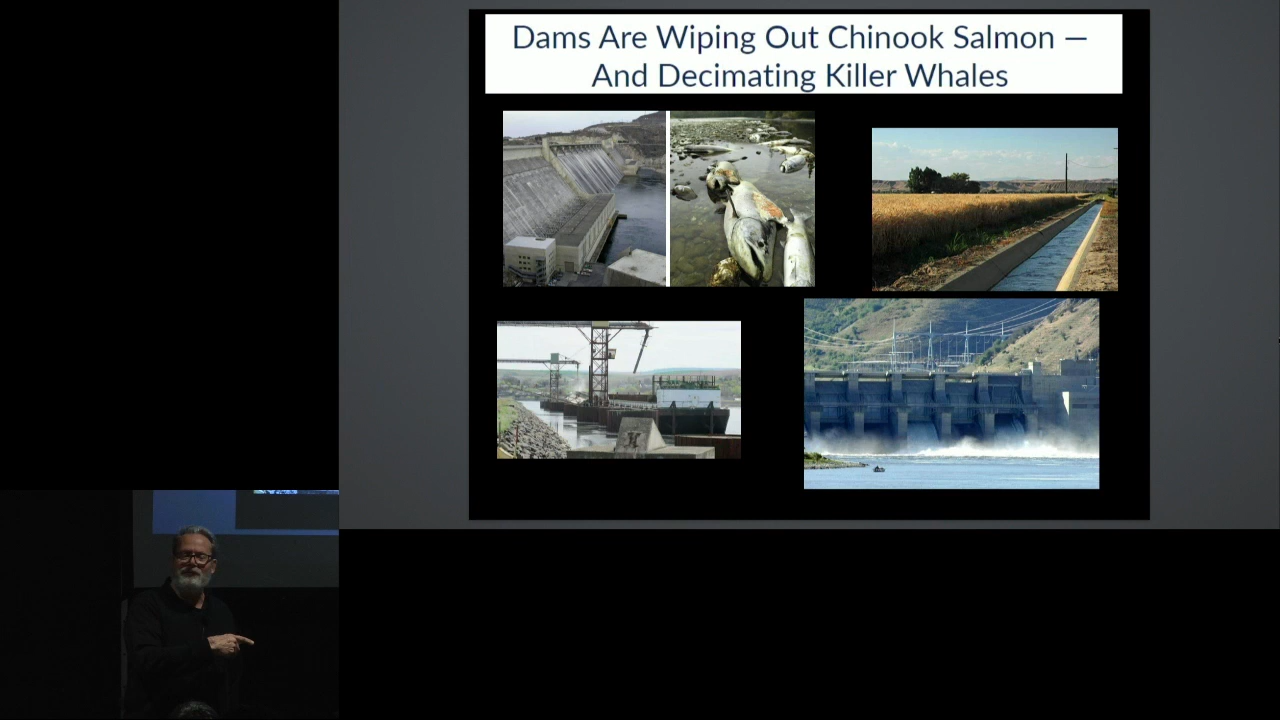 Dams Are Wiping Out Chinook Salmon —
And Decimating Killer Whales